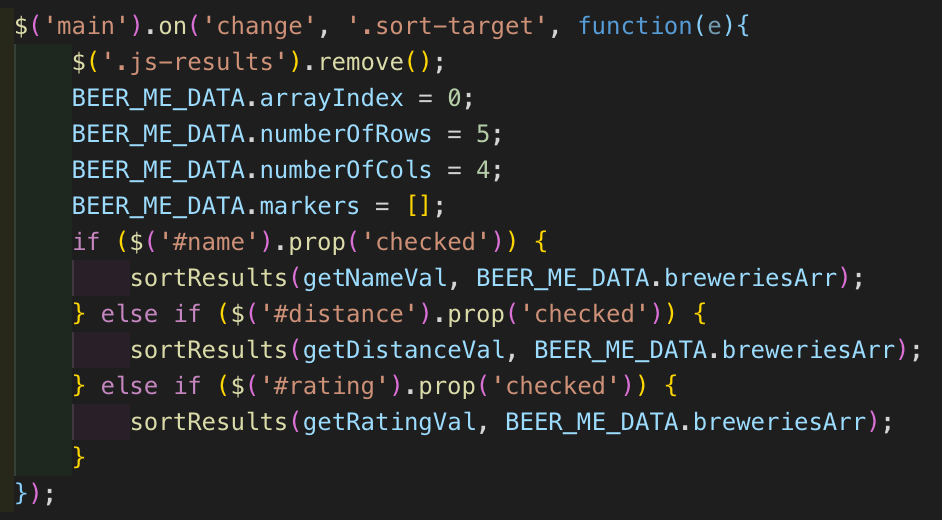 $('main').on('change', '.sort-target', function(e){
    $('.js-results').remove();
    BEER_ME_DATA.arrayIndex = 0;
    BEER_ME_DATA.numberOfRows = 5;
    BEER_ME_DATA.numberOfCols = 4;
    BEER_ME_DATA.markers = [];
    if ($('#name').prop('checked')) {
        sortResults(getNameVal, BEER_ME_DATA.breweriesArr);
    } else if ($('#distance').prop('checked')) {
        sortResults(getDistanceVal, BEER_ME_DATA.breweriesArr);
    } else if ($('#rating').prop('checked')) {
        sortResults(getRatingVal, BEER_ME_DATA.breweriesArr);
    }
});